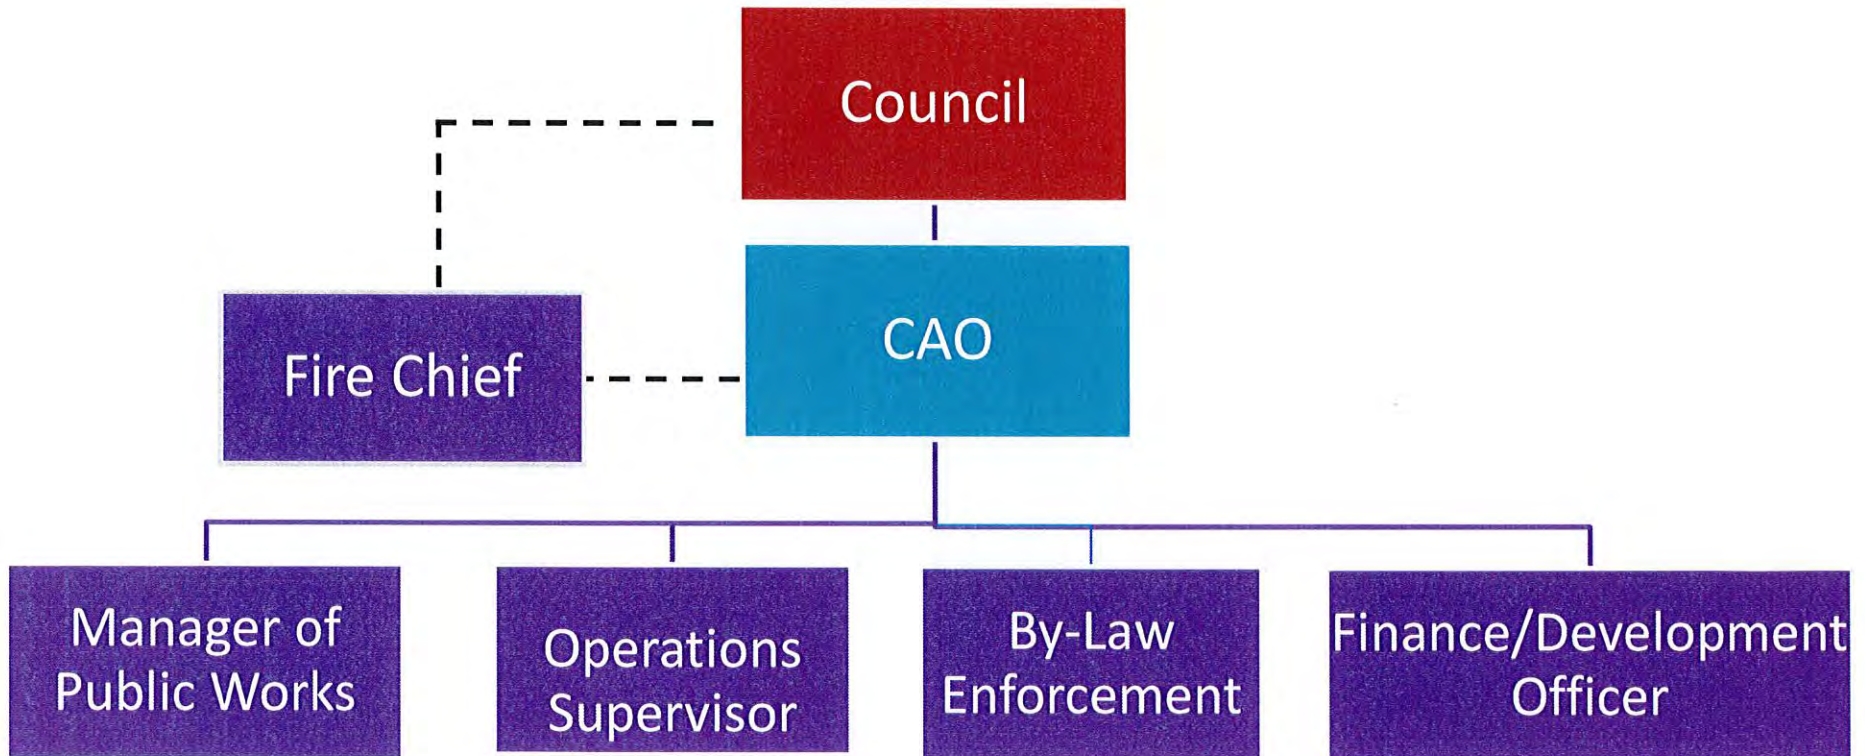 Council
CAO
Fire Chief
Manager of
Public Works
Operations
Supervisor
By-Law
Enforcement
Finance/Development
Officer